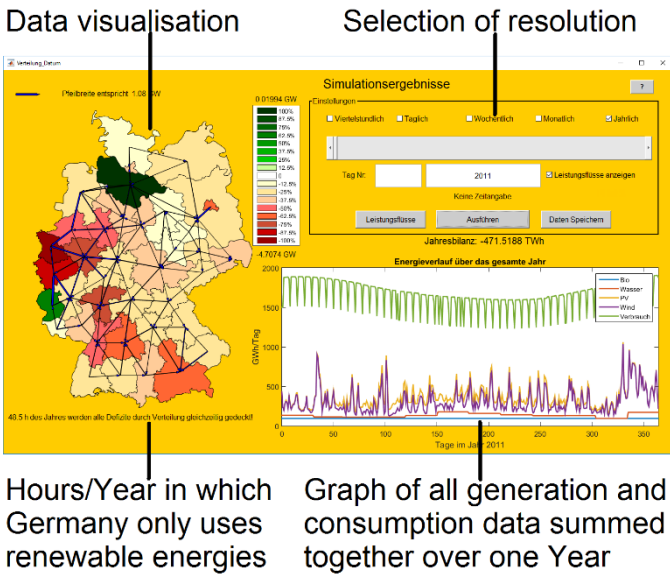 Data visualisation
Selection of resolution
Verteilung_Datum
Simulationsergebnisse
?
Pfeilbreite entspricht 1.08 GW
0.01994 GW
100%
87.5%
75%
62.5%
50%
37.5%
25%
12.5%
0
-12.5%
-25%
-37.5%
-50%
-62.5%
-75%
-87.5%
-100%
-4.7074 GW
Einstellungen
Viertelstundlich
Täglich
Wöchentlich
Monatlich
Jährlich
Tag Nr.
2011
Leistungsflüsse anzeigen
Keine Zeitangabe
Leistungsflüsse
Ausführen
Daten Speichern
Jahresbilanz: -471.5188 TWh
Energieverlauf über das gesamte Jahr
2000
1500
1000
500
0
GWh/Tag
Bio
Wasser
PV
Wind
Verbrauch
0 50 100 150 200 250 300 350
Tage im Jahr 2011
48.5 h des Jahres werden alle Defizite durch Verteilung gleichzeitig gedeckt!
Hours/Year in which
Germany only uses
renewable energies
Graph of all generation and
consumption data summed
together over one Year